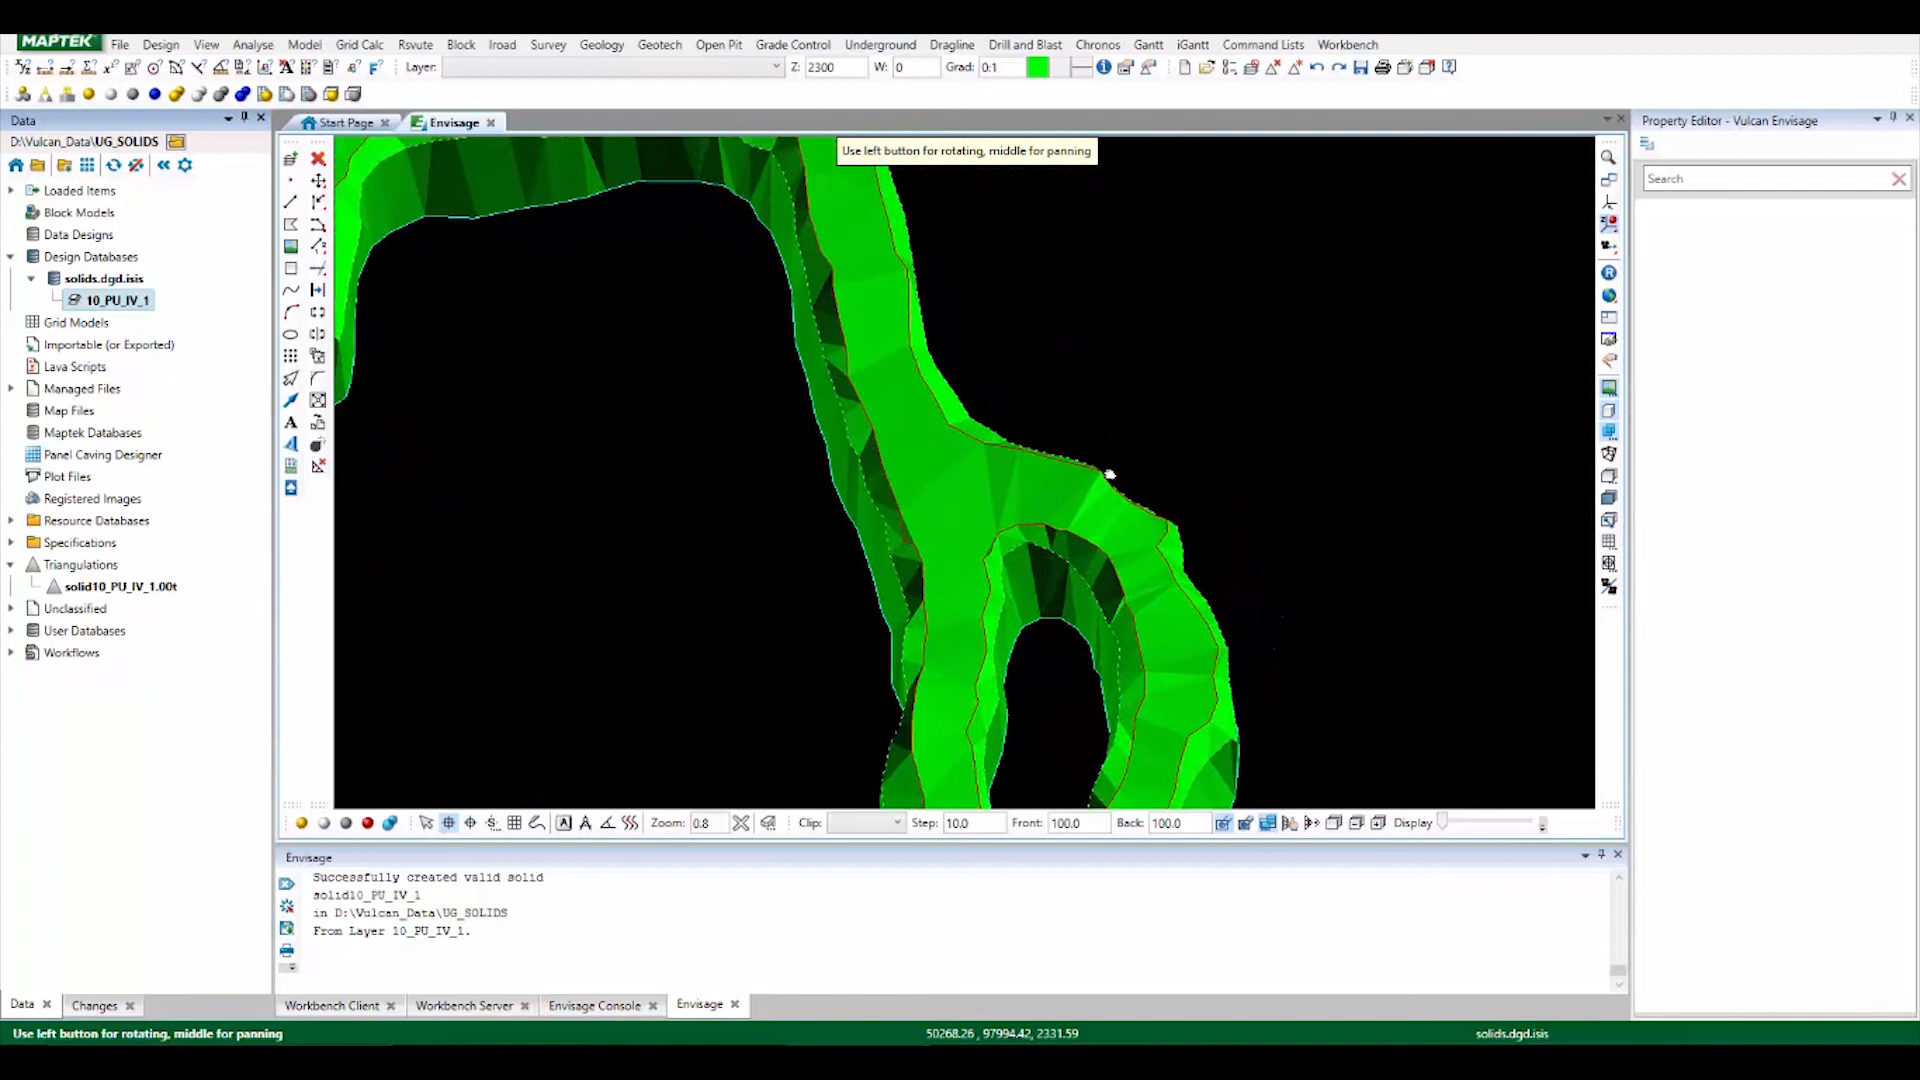 MAPTEK File Design View Analyse Model Grid Calc Rsvute Block Iroad Survey Geology Geotech Open Pit Grade Control Underground Dragline Drill and Blast Chronos Gantt iGantt Command Lists Workbench
Layer: Z: 2300 W: 0 Grad: 0:1
Data
Start Page Envisage
Property Editor - Vulcan Envisage
D:\Vulcan_Data\UG_SOLIDS
Use left button for rotating, middle for panning
Search
Loaded Items
Block Models
Data Designs
Design Databases
solids.dgd.isis
10_PU_IV_1
Grid Models
Importable (or Exported)
Lava Scripts
Managed Files
Map Files
Maptek Databases
Panel Caving Designer
Plot Files
Registered Images
Resource Databases
Specifications
Triangulations
solid10_PU_IV_1.00t
Unclassified
User Databases
Workflows
Zoom: 0.8 Clip: Step: 10.0 Front: 100.0 Back: 100.0 Display
Envisage
Successfully created valid solid
solid10_PU_IV_1
in D:\Vulcan_Data\UG_SOLIDS
From Layer 10_PU_IV_1.
Data Changes Workbench Client Workbench Server Envisage Console Envisage
Use left button for rotating, middle for panning 50268.26 , 97994.42, 2331.59 solids.dgd.isis